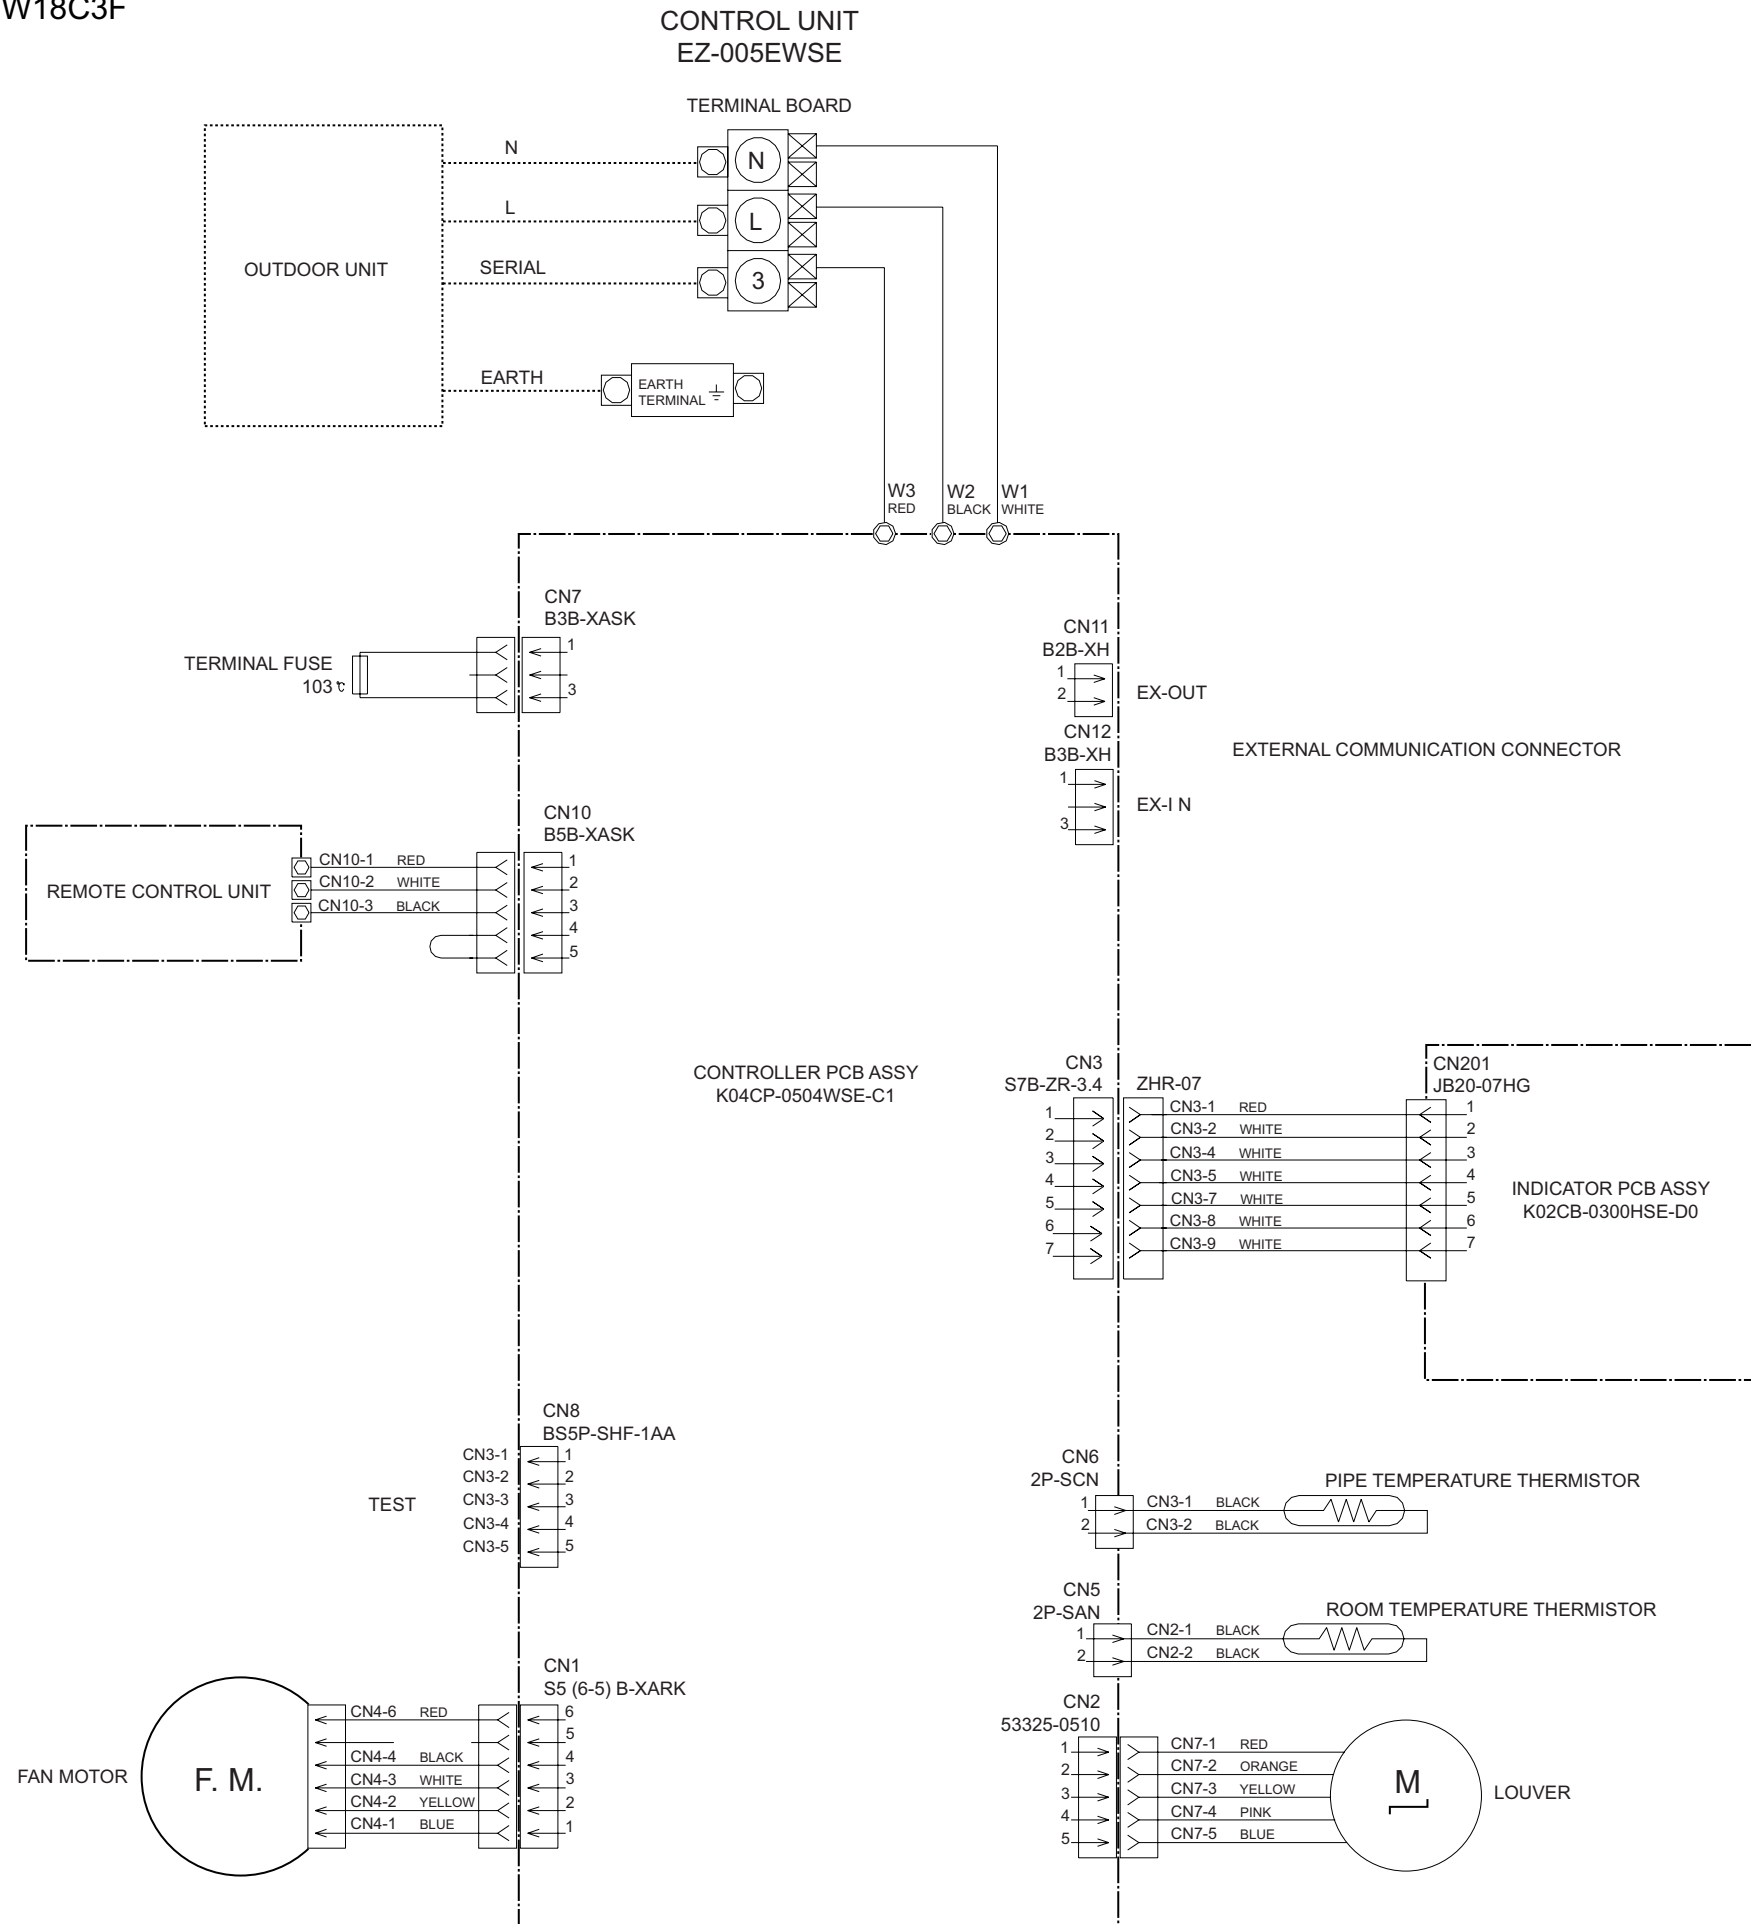 W18C3F
CONTROL UNIT
EZ-005EWSE
TERMINAL BOARD
N
N
L
L
OUTDOOR UNIT
SERIAL
3
EARTH
EARTH
TERMINAL
W3
RED
W2
BLACK
W1
WHITE
CN7
B3B-XASK
1
3
TERMINAL FUSE
103℃
CN11
B2B-XH
1
2
EX-OUT
CN12
B3B-XH
1
3
EX-I N
EXTERNAL COMMUNICATION CONNECTOR
CN10
B5B-XASK
REMOTE CONTROL UNIT
CN10-1 RED 1
CN10-2 WHITE 2
CN10-3 BLACK 3
4
5
CONTROLLER PCB ASSY
K04CP-0504WSE-C1
CN3
S7B-ZR-3.4
ZHR-07
CN201
JB20-07HG
1 CN3-1 RED 1
2 CN3-2 WHITE 2
3 CN3-4 WHITE 3
4 CN3-5 WHITE 4
5 CN3-7 WHITE 5
6 CN3-8 WHITE 6
7 CN3-9 WHITE 7
INDICATOR PCB ASSY
K02CB-0300HSE-D0
CN8
BS5P-SHF-1AA
TEST
CN3-1 1
CN3-2 2
CN3-3 3
CN3-4 4
CN3-5 5
CN6
2P-SCN
PIPE TEMPERATURE THERMISTOR
1 CN3-1 BLACK
2 CN3-2 BLACK
CN5
2P-SAN
ROOM TEMPERATURE THERMISTOR
1 CN2-1 BLACK
2 CN2-2 BLACK
CN1
S5 (6-5) B-XARK
FAN MOTOR
F. M.
CN4-6 RED 6
5
CN4-4 BLACK 4
CN4-3 WHITE 3
CN4-2 YELLOW 2
CN4-1 BLUE 1
CN2
53325-0510
1 CN7-1 RED
2 CN7-2 ORANGE
3 CN7-3 YELLOW
4 CN7-4 PINK
5 CN7-5 BLUE
M
LOUVER